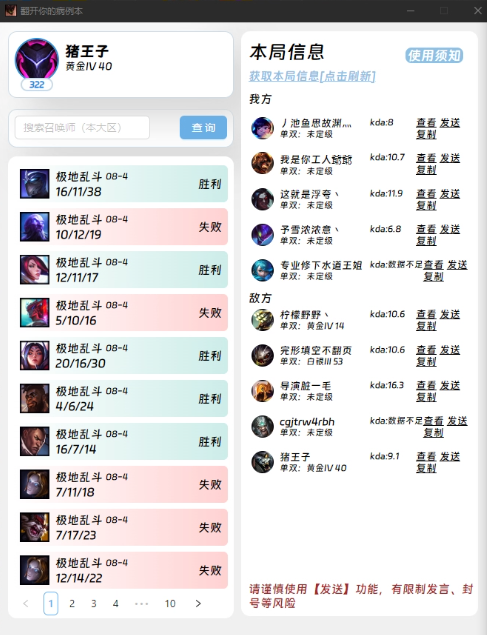 翻开你的病例本
猪王子
黄金IV 40
322
搜索召唤师（本大区）
查询
极地乱斗 08-4
16/11/38
胜利
极地乱斗 08-4
10/12/19
失败
极地乱斗 08-4
12/11/17
胜利
极地乱斗 08-4
5/10/16
失败
极地乱斗 08-4
20/16/30
胜利
极地乱斗 08-4
4/6/24
胜利
极地乱斗 08-4
16/7/14
胜利
极地乱斗 08-4
7/11/18
失败
极地乱斗 08-4
7/17/23
失败
极地乱斗 08-4
12/14/22
失败
< 1 2 3 4 ••• 10 >
本局信息
使用须知
获取本局信息[点击刷新]
我方
丿池鱼思故渊灬 kda:8 查看 发送
单双：未定级 复制
我是你工人爺爺 kda:10.7 查看 发送
单双：未定级 复制
这就是浮夸丶 kda:11.9 查看 发送
单双：未定级 复制
予雪浓浓意丶 kda:6.8 查看 发送
单双：未定级 复制
专业修下水道王姐 kda:数据不足 查看 发送
单双：未定级 复制
敌方
柠檬野野丶 kda:10.6 查看 发送
单双：黄金IV 14 复制
完形填空不翻页 kda:10.6 查看 发送
单双：白银III 53 复制
导演脏一毛 kda:16.3 查看 发送
单双：未定级 复制
cgjtrw4rbh kda:数据不足 查看 发送
单双：未定级 复制
猪王子 kda:9.1 查看 发送
单双：黄金IV 40 复制
请谨慎使用【发送】功能，有限制发言、封
号等风险